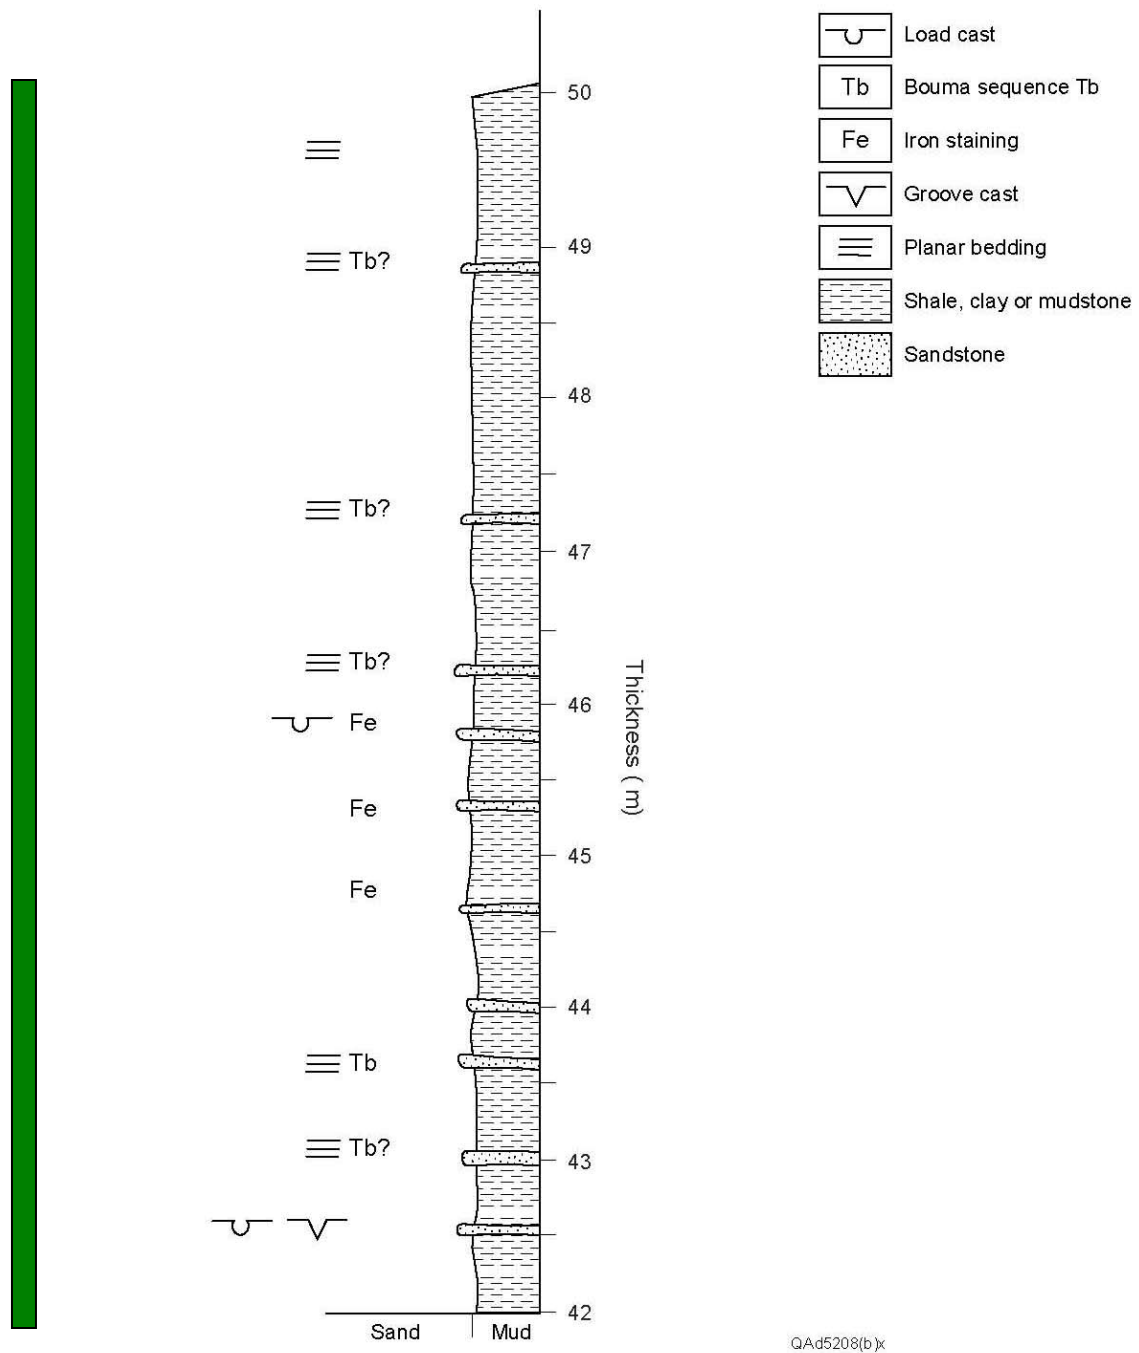 Load cast
Tb Bouma sequence Tb
Fe Iron staining
Groove cast
Planar bedding
Shale, clay or mudstone
Sandstone
50
49
Tb?
48
Tb?
47
Tb?
46
Fe
Fe
45
Fe
44
Tb
Tb?
43
42
Thickness ( m)
Sand Mud
QAd5208(b)x